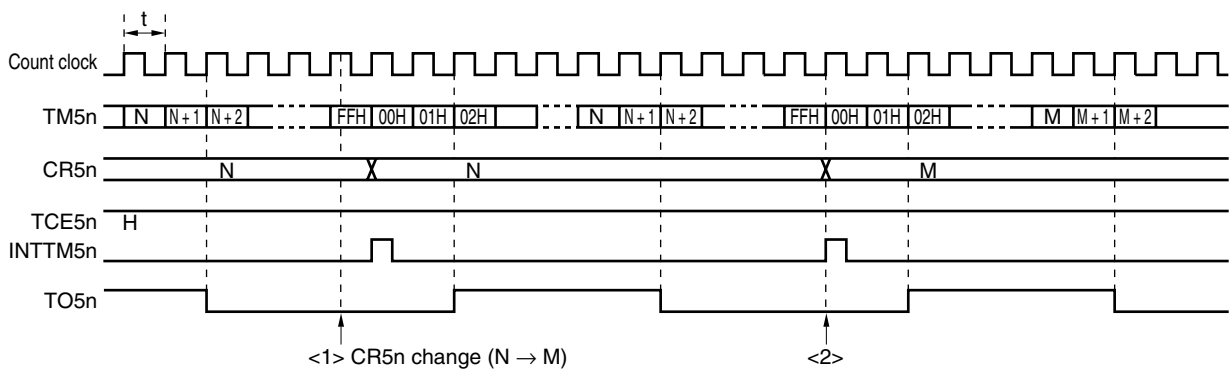 t
Count clock
TM5n N N + 1 N + 2 FFH 00H 01H 02H N N + 1 N + 2 FFH 00H 01H 02H M M + 1 M + 2
CR5n N N M
TCE5n H
INTTM5n
TO5n
<1> CR5n change (N → M) <2>